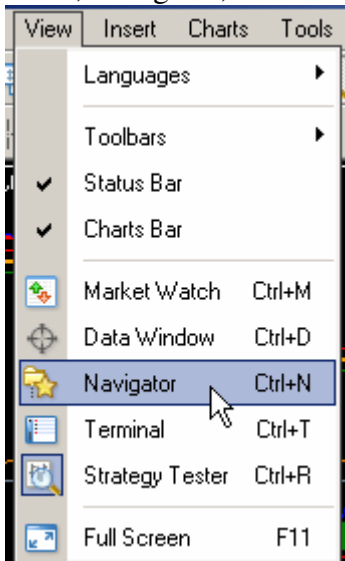 View Insert Charts Tools
Languages
Toolbars
Status Bar
Charts Bar
Market Watch Ctrl+M
Data Window Ctrl+D
Navigator Ctrl+N
Terminal Ctrl+T
Strategy Tester Ctrl+R
Full Screen F11